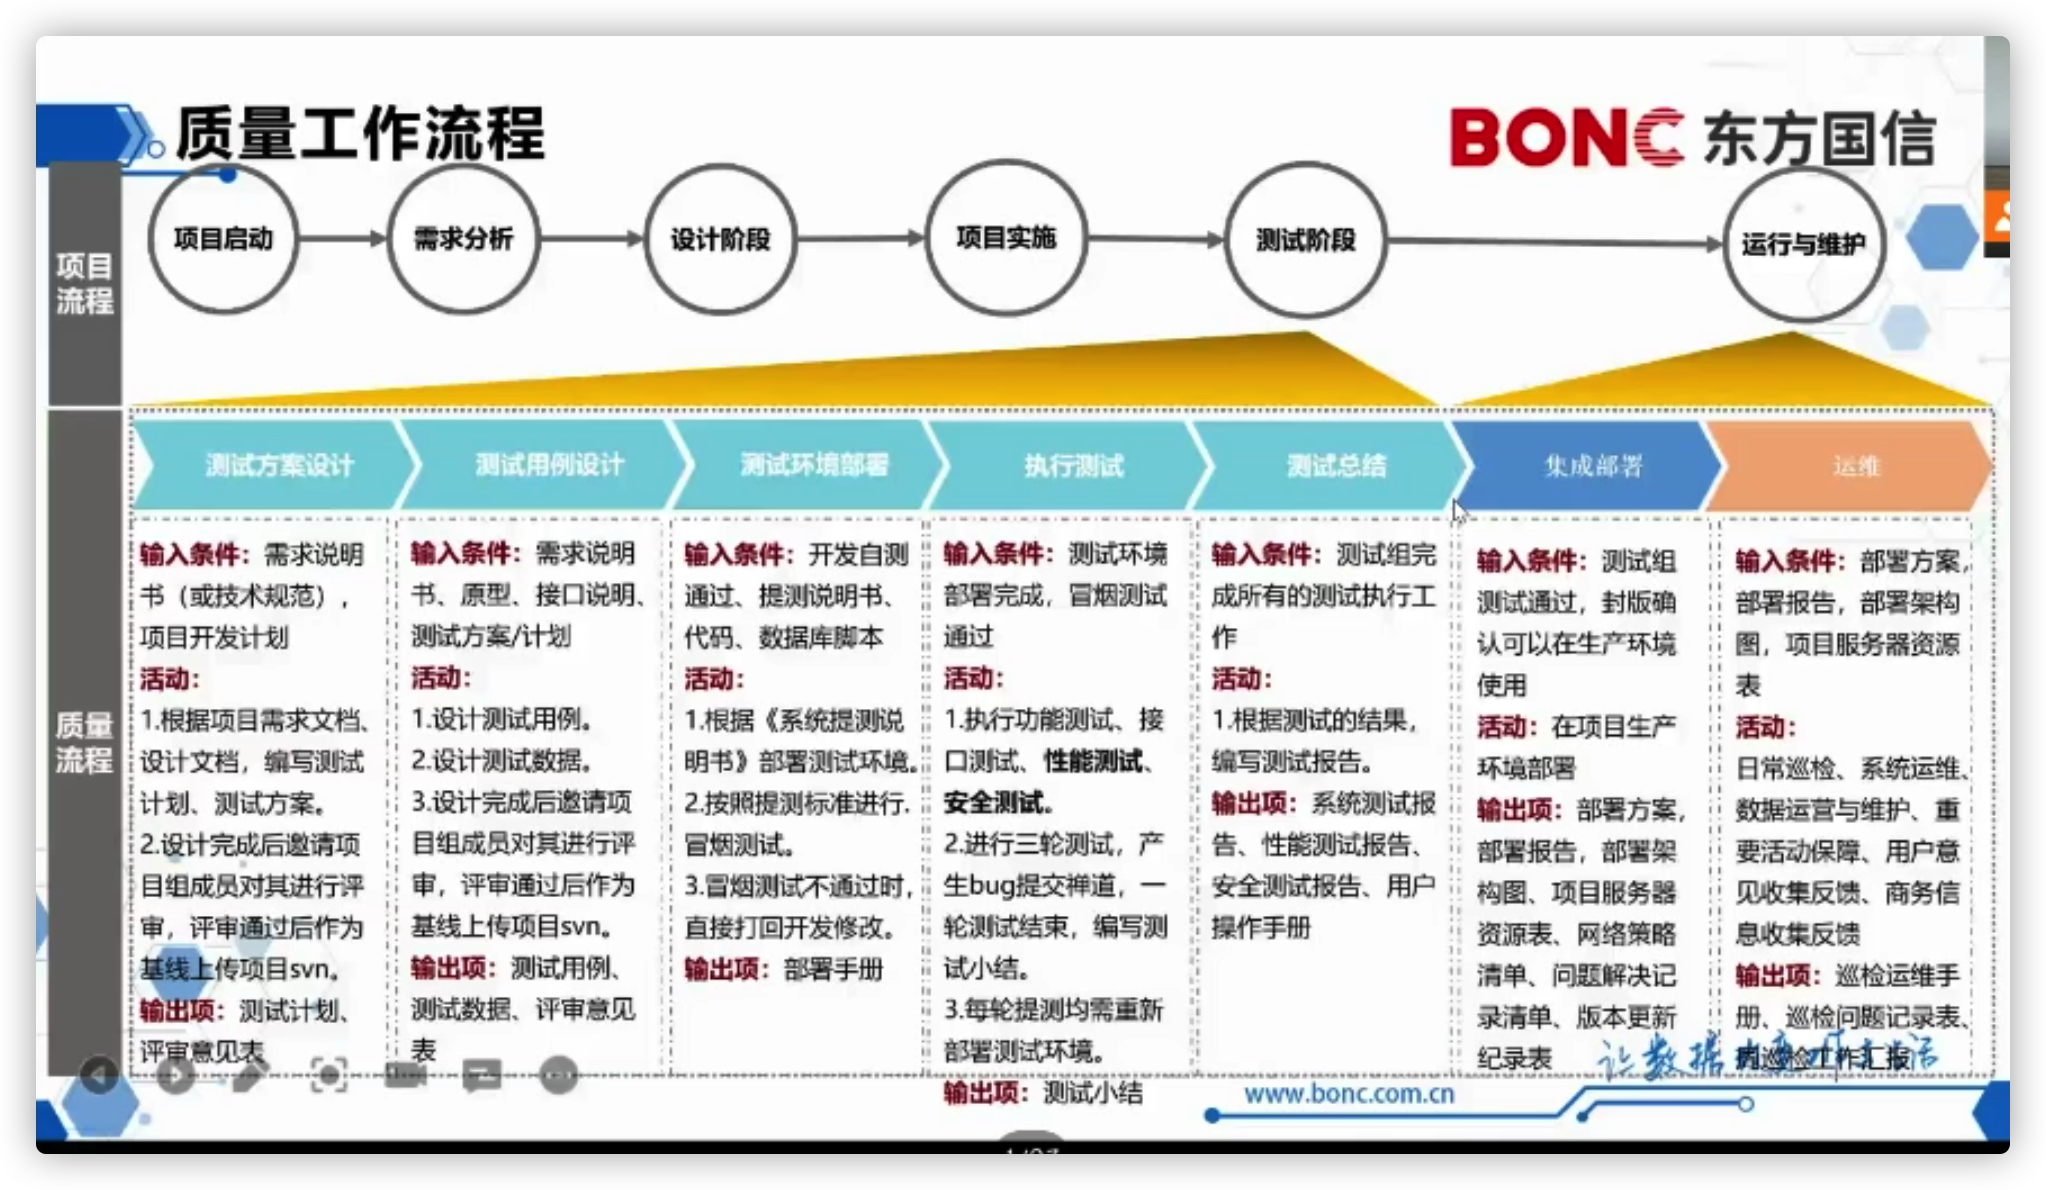 质量工作流程
BONC 东方国信
项目
流程
项目启动
需求分析
设计阶段
项目实施
测试阶段
运行与维护
质量
流程
测试方案设计
测试用例设计
测试环境部署
执行测试
测试总结
集成部署
运维
输入条件：需求说明
书（或技术规范），
项目开发计划
活动：
1.根据项目需求文档、
设计文档，编写测试
计划、测试方案。
2.设计完成后邀请项
目组成员对其进行评
审，评审通过后作为
基线上传项目svn。
输出项：测试计划、
评审意见表
输入条件：需求说明
书、原型、接口说明、
测试方案/计划
活动：
1.设计测试用例。
2.设计测试数据。
3.设计完成后邀请项
目组成员对其进行评
审，评审通过后作为
基线上传项目svn。
输出项：测试用例、
测试数据、评审意见
表
输入条件：开发自测
通过、提测说明书、
代码、数据库脚本
活动：
1.根据《系统提测说
明书》部署测试环境。
2.按照提测标准进行.
冒烟测试。
3.冒烟测试不通过时，
直接打回开发修改。
输出项：部署手册
输入条件：测试环境
部署完成，冒烟测试
通过
活动：
1.执行功能测试、接
口测试、性能测试、
安全测试。
2.进行三轮测试，产
生bug提交禅道，一
轮测试结束，编写测
试小结。
3.每轮提测均需重新
部署测试环境。
输出项：测试小结
输入条件：测试组完
成所有的测试执行工
作
活动：
1.根据测试的结果，
编写测试报告。
输出项：系统测试报
告、性能测试报告、
安全测试报告、用户
操作手册
输入条件：测试组
测试通过，封版确
认可以在生产环境
使用
活动：在项目生产
环境部署
输出项：部署方案，
部署报告，部署架
构图、项目服务器
资源表、网络策略
清单、问题解决记
录清单、版本更新
纪录表
输入条件：部署方案，
部署报告，部署架构
图，项目服务器资源
表
活动：
日常巡检、系统运维、
数据运营与维护、重
要活动保障、用户意
见收集反馈、商务信
息收集反馈
输出项：巡检运维手
册、巡检问题记录表、
周巡检工作汇报
让数据
www.bonc.com.cn